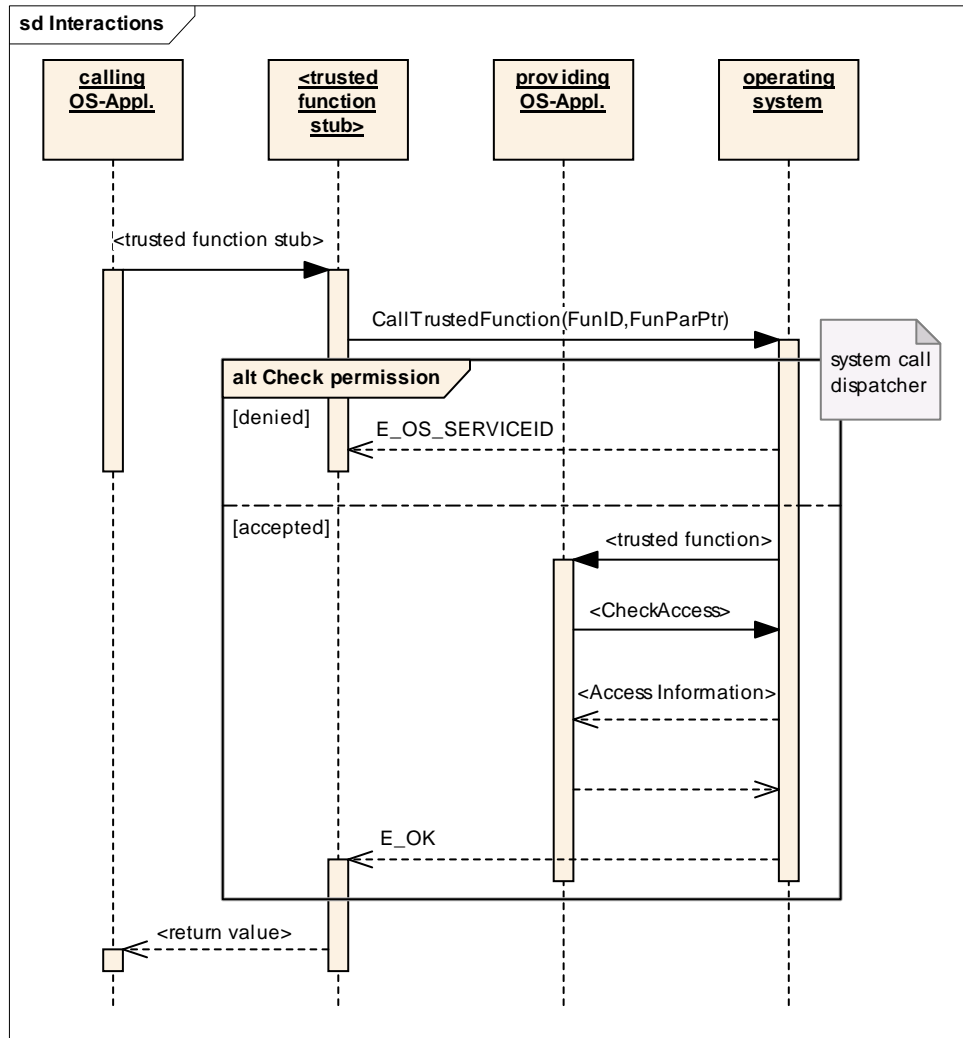 sd Interactions
calling
OS-Appl.
<trusted
function
stub>
providing
OS-Appl.
operating
system
<trusted function stub>
CallTrustedFunction(FunID,FunParPtr)
system call
dispatcher
alt Check permission
[denied]
E_OS_SERVICEID
[accepted]
<trusted function>
<CheckAccess>
<Access Information>
E_OK
<return value>